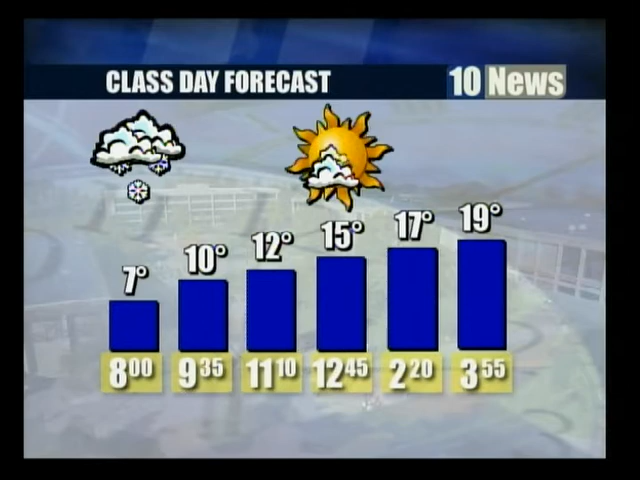 CLASS DAY FORECAST 10 News
7° 10° 12° 15° 17° 19°
8⁰⁰ 9³⁵ 11¹⁰ 12⁴⁵ 2²⁰ 3⁵⁵